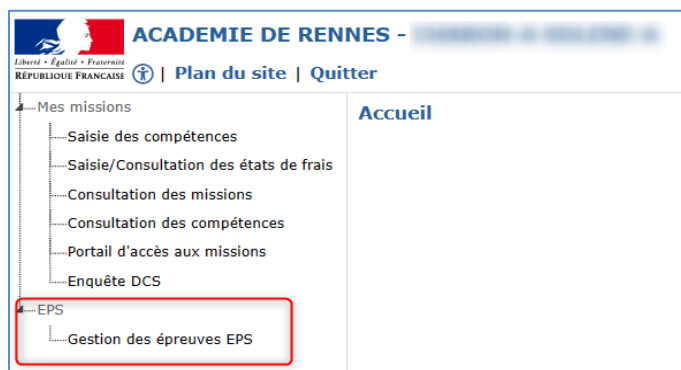 ACADEMIE DE RENNES -
Liberté • Égalité • Fraternité
RÉPUBLIQUE FRANÇAISE
| Plan du site | Quitter
Mes missions
Saisie des compétences
Saisie/Consultation des états de frais
Consultation des missions
Consultation des compétences
Portail d'accès aux missions
Enquête DCS
EPS
Gestion des épreuves EPS
Accueil